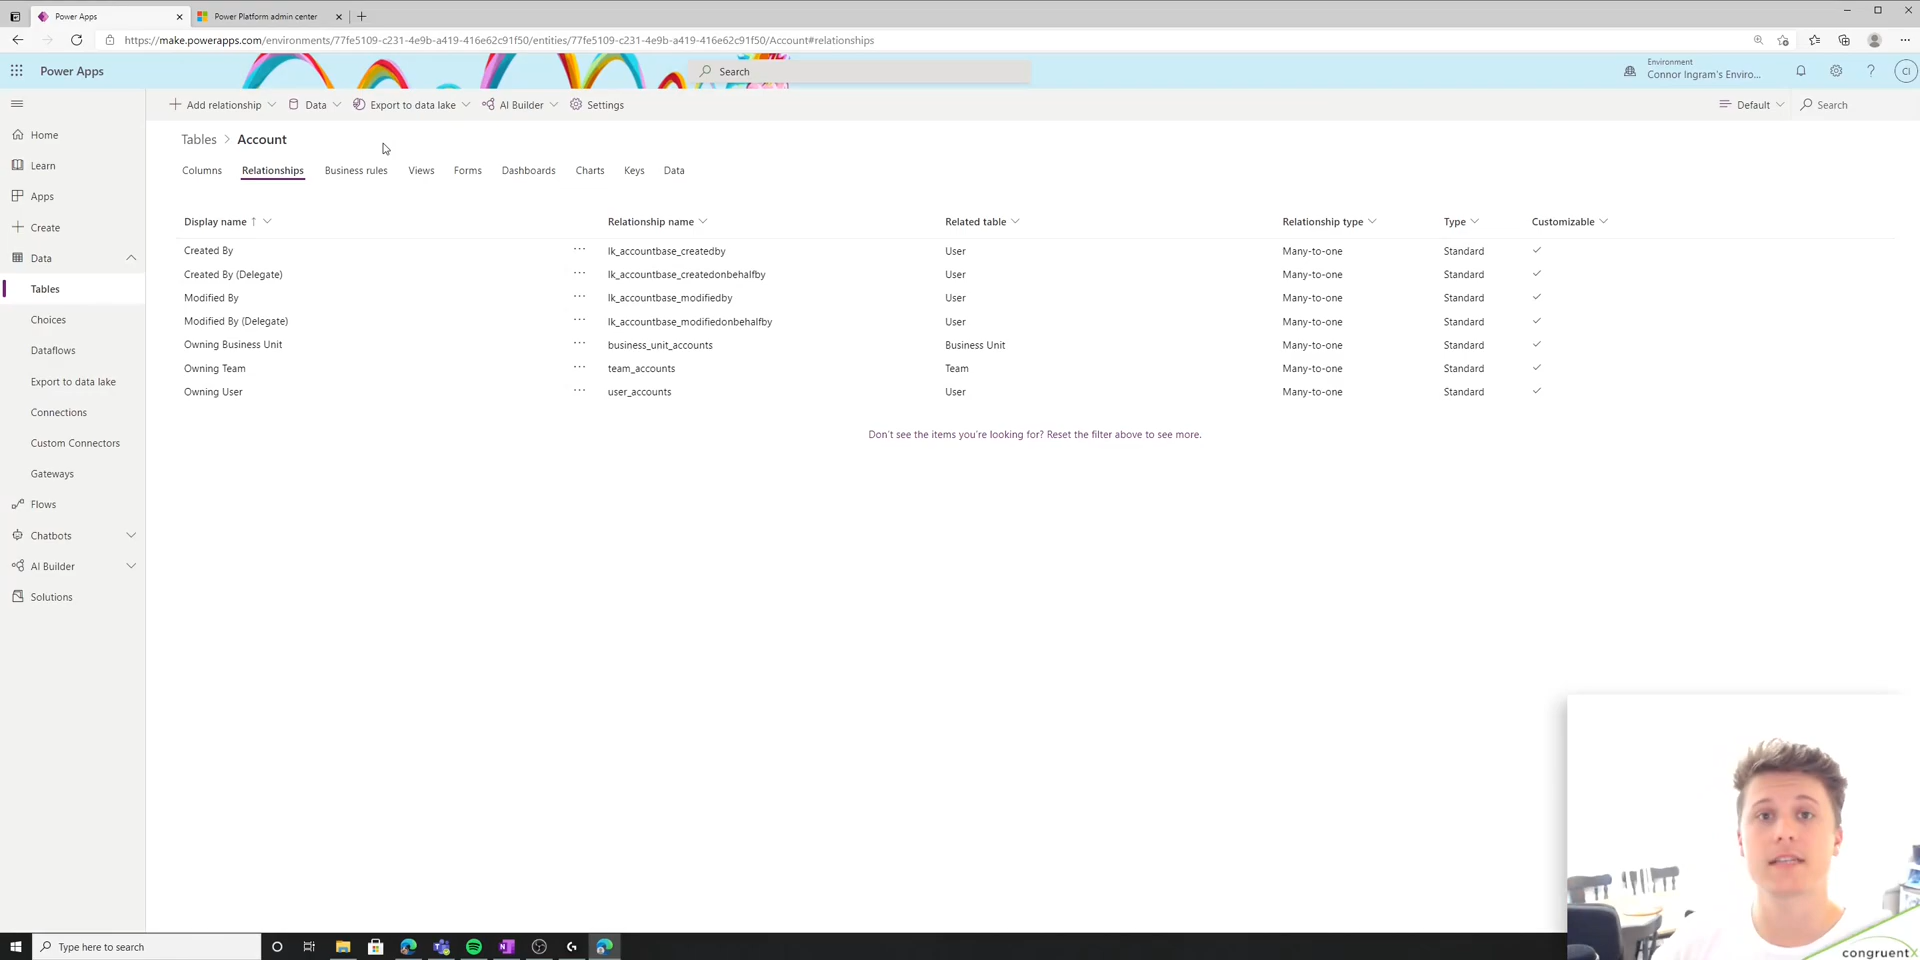 Power Apps
Power Platform admin center
https://make.powerapps.com/environments/77fe5109-c231-4e9b-a419-416e62c91f50/entities/77fe5109-c231-4e9b-a419-416e62c91f50/Account#relationships
Power Apps
Search
Environment
Connor Ingram's Enviro...
CI
Add relationship
Data
Export to data lake
AI Builder
Settings
Default
Search
Home
Learn
Apps
Create
Data
Tables
Choices
Dataflows
Export to data lake
Connections
Custom Connectors
Gateways
Flows
Chatbots
AI Builder
Solutions
Tables > Account
Columns Relationships Business rules Views Forms Dashboards Charts Keys Data
Display name Relationship name Related table Relationship type Type Customizable
Created By ... lk_accountbase_createdby User Many-to-one Standard
Created By (Delegate) ... lk_accountbase_createdonbehalfby User Many-to-one Standard
Modified By ... lk_accountbase_modifiedby User Many-to-one Standard
Modified By (Delegate) ... lk_accountbase_modifiedonbehalfby User Many-to-one Standard
Owning Business Unit ... business_unit_accounts Business Unit Many-to-one Standard
Owning Team ... team_accounts Team Many-to-one Standard
Owning User ... user_accounts User Many-to-one Standard
Don't see the items you're looking for? Reset the filter above to see more.
Type here to search
congruentX